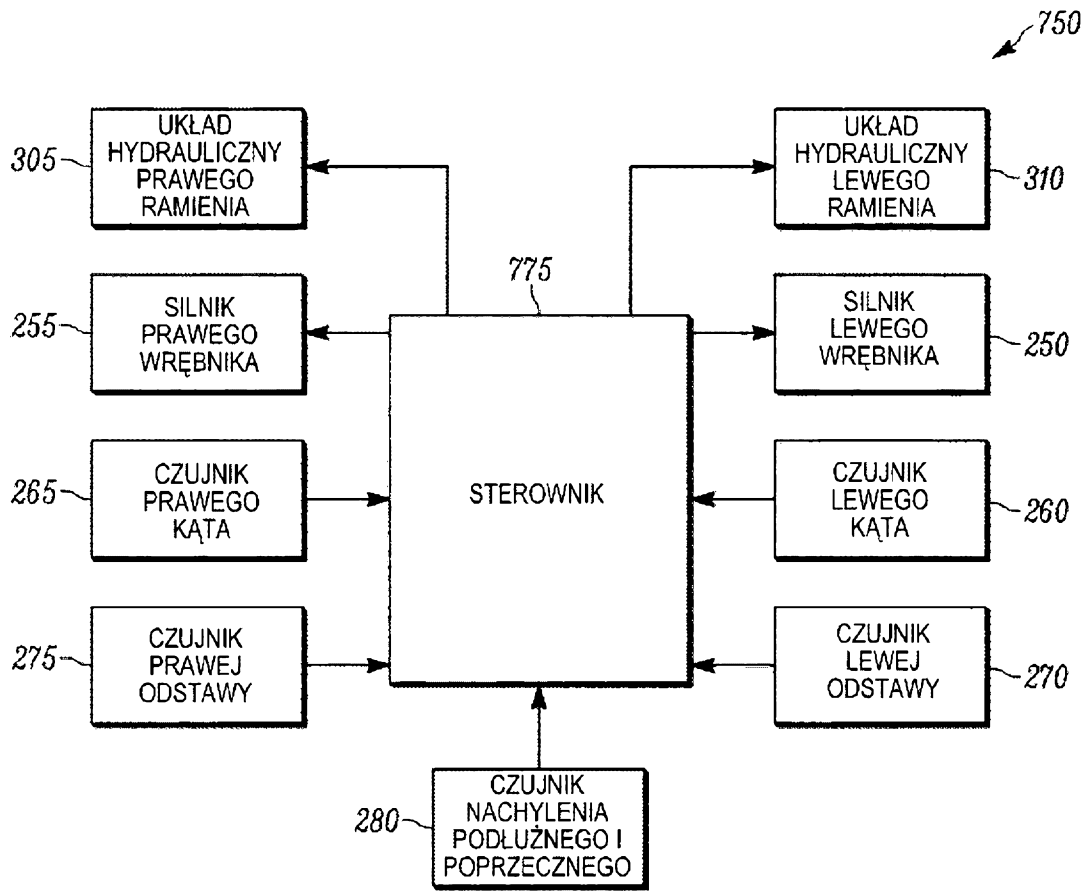 750
UKŁAD
HYDRAULICZNY
PRAWEGO
RAMIENIA
305
UKŁAD
HYDRAULICZNY
LEWEGO
RAMIENIA
310
775
SILNIK
PRAWEGO
WRĘBNIKA
255
SILNIK
LEWEGO
WRĘBNIKA
250
CZUJNIK
PRAWEGO
KĄTA
265
STEROWNIK
CZUJNIK
LEWEGO
KĄTA
260
CZUJNIK
PRAWEJ
ODSTAWY
275
CZUJNIK
LEWEJ
ODSTAWY
270
CZUJNIK
NACHYLENIA
PODŁUŻNEGO I
POPRZECZNEGO
280